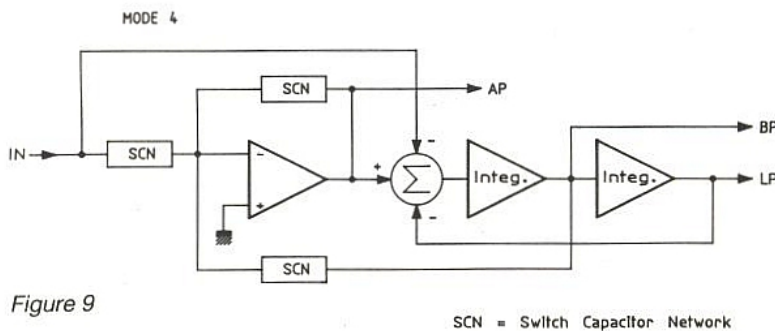 MODE 4
SCN
AP
BP
IN
SCN
-
-
+
Σ
Integ.
Integ.
LP
+
-
SCN
Figure 9
SCN = Switch Capacitor Network